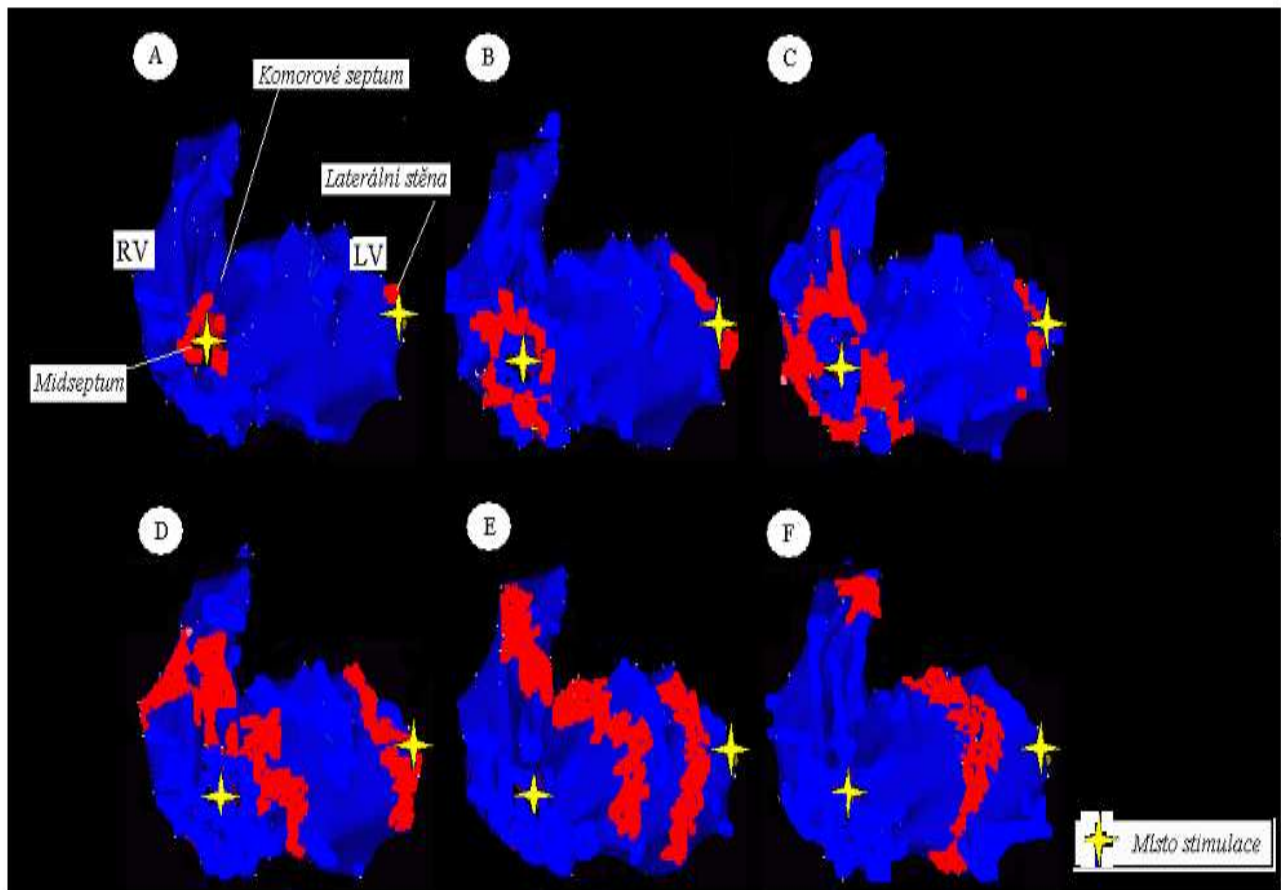 A
B
C
Komorové septum
Laterální stěna
RV
LV
Midseptum
D
E
F
Místo stimulace